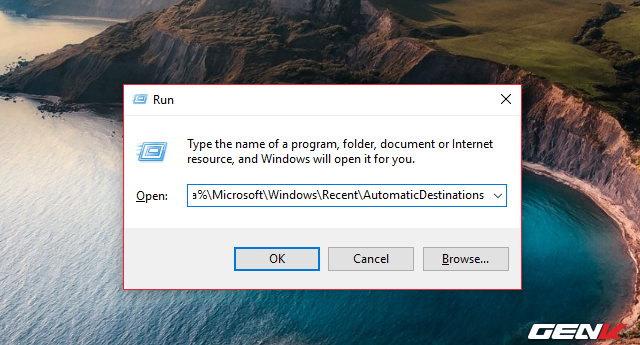 Run
Type the name of a program, folder, document or Internet
resource, and Windows will open it for you.
Open:
a%\Microsoft\Windows\Recent\AutomaticDestinations
OK
Cancel
Browse...
GENK